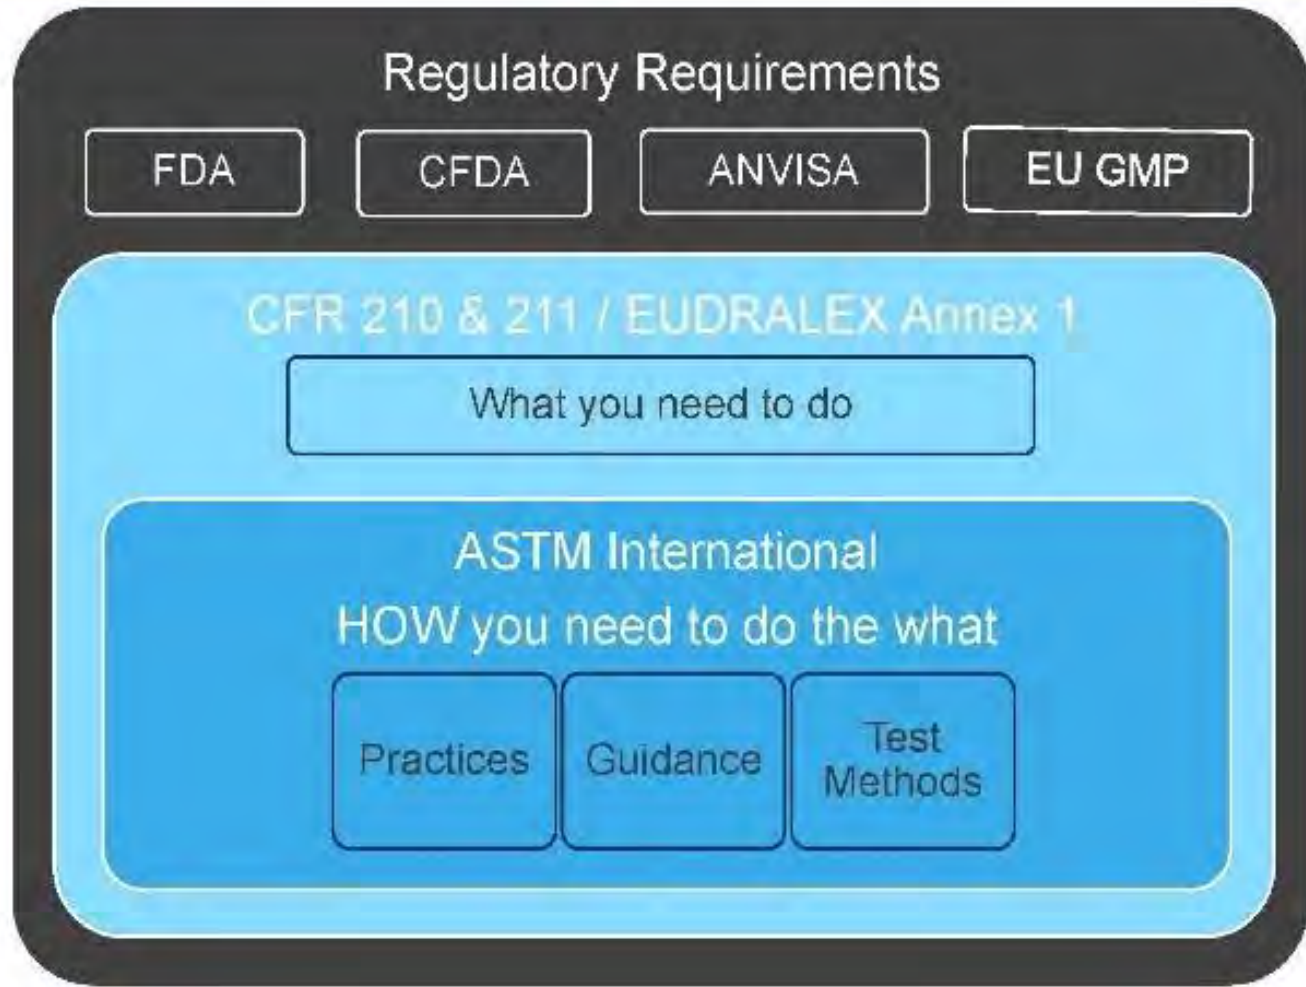 Regulatory Requirements
FDA CFDA ANVISA EU GMP
CFR 210 & 211 / EUDRALEX Annex 1
What you need to do
ASTM International
HOW you need to do the what
Practices Guidance Test Methods